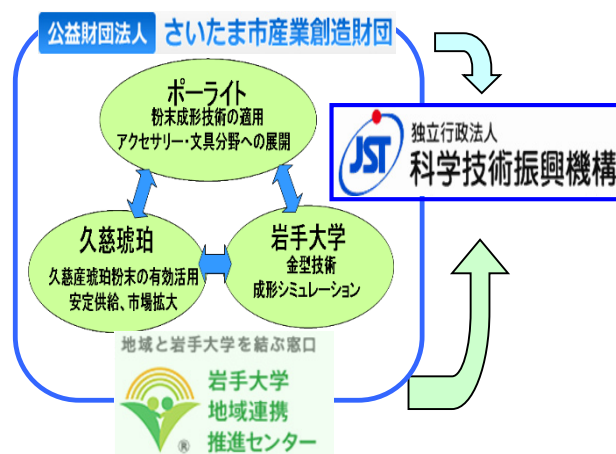 公益財団法人 さいたま市産業創造財団
ポーライト
粉末成形技術の適用
アクセサリー・文具分野への展開
JST
独立行政法人
科学技術振興機構
久慈琥珀
久慈産琥珀粉末の有効活用
安定供給、市場拡大
岩手大学
金型技術
成形シミュレーション
地域と岩手大学を結ぶ窓口
岩手大学
地域連携
推進センター
®